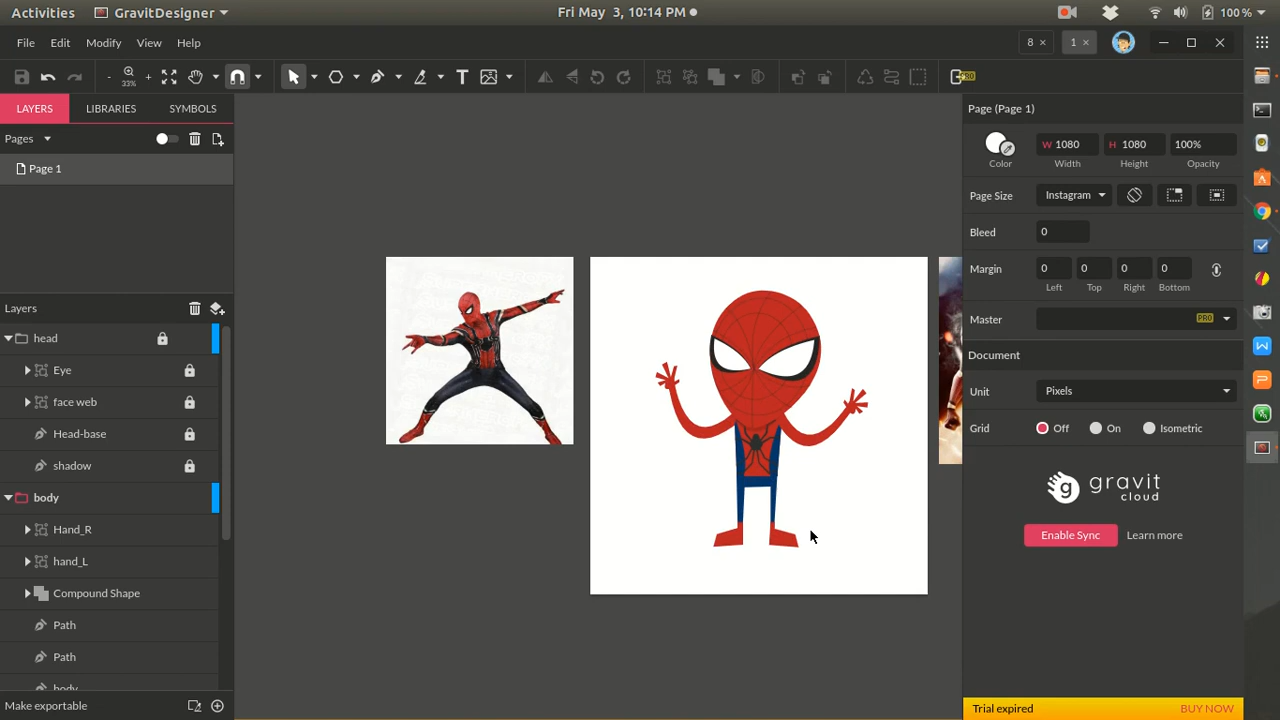 Activities GravitDesigner Fri May 3, 10:14 PM 100 %
File Edit Modify View Help 8 × 1 ×
- 33% + T PRO
LAYERS LIBRARIES SYMBOLS
Pages
Page 1
Layers
head
Eye
face web
Head-base
shadow
body
Hand_R
hand_L
Compound Shape
Path
Path
body
Make exportable
Page (Page 1)
W 1080 H 1080 100%
Color Width Height Opacity
Page Size Instagram
Bleed 0
Margin 0 0 0 0
Left Top Right Bottom
Master PRO
Document
Unit Pixels
Grid Off On Isometric
g gravit
cloud
Enable Sync Learn more
Trial expired BUY NOW